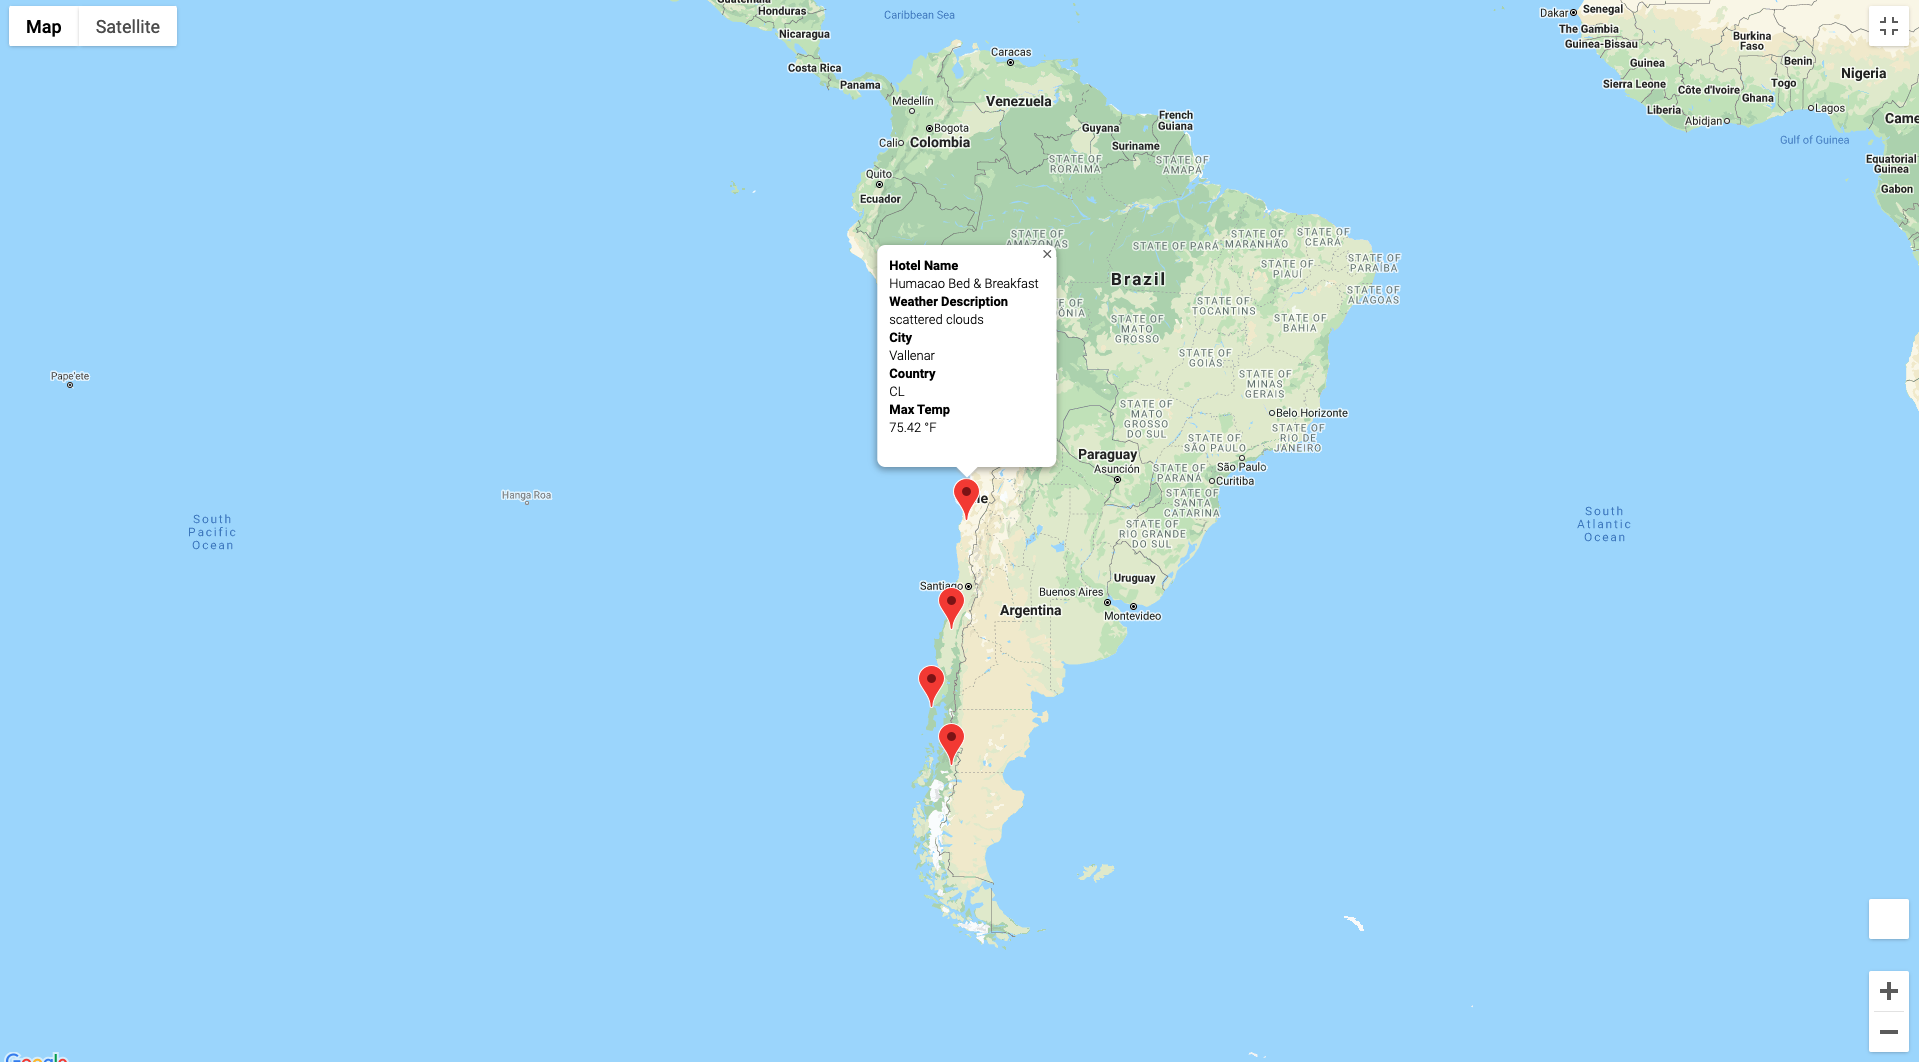 Map
Satellite
Caribbean Sea
Guatemala
Honduras
Nicaragua
Costa Rica
Panama
Caracas
Medellín
Venezuela
Bogota
Cali
Colombia
Guyana
French
Guiana
Suriname
STATE OF
RORAIMA
STATE OF
AMAPÁ
Quito
Ecuador
STATE OF
AMAZONAS
STATE OF PARÁ
STATE OF
MARANHÃO
STATE OF
CEARÁ
STATE OF
PIAUÍ
STATE OF
PARAÍBA
STATE OF
ALAGOAS
Brazil
STATE OF
TOCANTINS
STATE OF
BAHIA
STATE OF
MATO
GROSSO
STATE OF
GOIÁS
STATE OF
MINAS
GERAIS
STATE OF
MATO
GROSSO
DO SUL
Belo Horizonte
STATE OF
RIO DE
JANEIRO
STATE OF
SÃO PAULO
São Paulo
Paraguay
Asunción
STATE OF
PARANÁ
Curitiba
STATE OF
SANTA
CATARINA
STATE OF
RIO GRANDE
DO SUL
Hotel Name
Humacao Bed & Breakfast
Weather Description
scattered clouds
City
Vallenar
Country
CL
Max Temp
75.42 °F
Santiago
Buenos Aires
Uruguay
Montevideo
Argentina
Pape'ete
Hanga Roa
South
Pacific
Ocean
South
Atlantic
Ocean
Dakar
Senegal
The Gambia
Guinea-Bissau
Guinea
Sierra Leone
Liberia
Côte d'Ivoire
Abidjan
Burkina
Faso
Ghana
Togo
Benin
Nigeria
Lagos
Came
Gulf of Guinea
Equatorial
Guinea
Gabon
Google